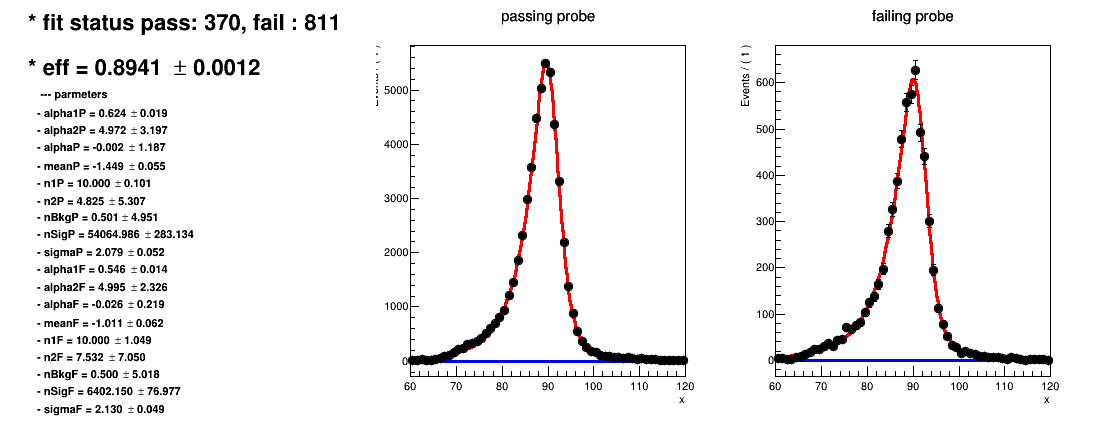 * fit status pass: 370, fail : 811
* eff = 0.8941 ± 0.0012
--- parmeters
- alpha1P = 0.624 ± 0.019
- alpha2P = 4.972 ± 3.197
- alphaP = -0.002 ± 1.187
- meanP = -1.449 ± 0.055
- n1P = 10.000 ± 0.101
- n2P = 4.825 ± 5.307
- nBkgP = 0.501 ± 4.951
- nSigP = 54064.986 ± 283.134
- sigmaP = 2.079 ± 0.052
- alpha1F = 0.546 ± 0.014
- alpha2F = 4.995 ± 2.326
- alphaF = -0.026 ± 0.219
- meanF = -1.011 ± 0.062
- n1F = 10.000 ± 1.049
- n2F = 7.532 ± 7.050
- nBkgF = 0.500 ± 5.018
- nSigF = 6402.150 ± 76.977
- sigmaF = 2.130 ± 0.049
passing probe
5000
4000
3000
2000
1000
0
60 70 80 90 100 110 120
x
failing probe
Events / ( 1 )
600
500
400
300
200
100
0
60 70 80 90 100 110 120
x